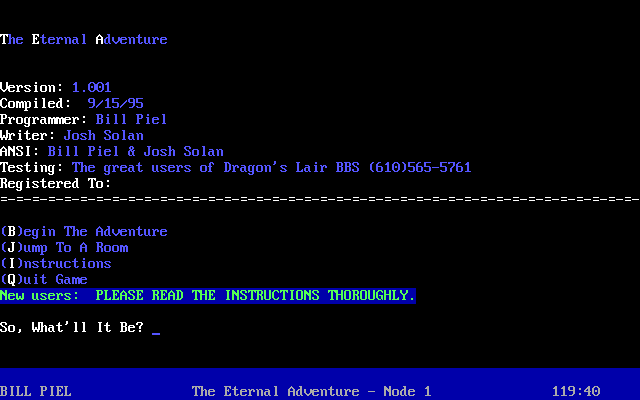 The Eternal Adventure
Version: 1.001
Compiled:  9/15/95
Programmer: Bill Piel
Writer: Josh Solan
ANSI: Bill Piel & Josh Solan
Testing: The great users of Dragon's Lair BBS (610)565-5761
Registered To:
=-=-=-=-=-=-=-=-=-=-=-=-=-=-=-=-=-=-=-=-=-=-=-=-=-=-=-=-=-=-=-=-=-=-=-=-=-=-=-=
(B)egin The Adventure
(J)ump To A Room
(I)nstructions
(Q)uit Game
New users:  PLEASE READ THE INSTRUCTIONS THOROUGHLY.
So, What'll It Be? _
BILL PIEL The Eternal Adventure - Node 1 119:40